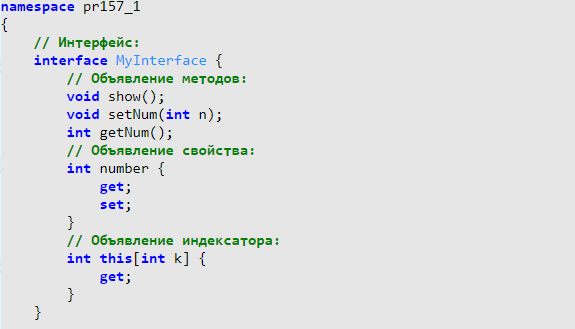 namespace pr157_1
{
    // Интерфейс:
    interface MyInterface {
        // Объявление методов:
        void show();
        void setNum(int n);
        int getNum();
        // Объявление свойства:
        int number {
            get;
            set;
        }
        // Объявление индексатора:
        int this[int k] {
            get;
        }
    }